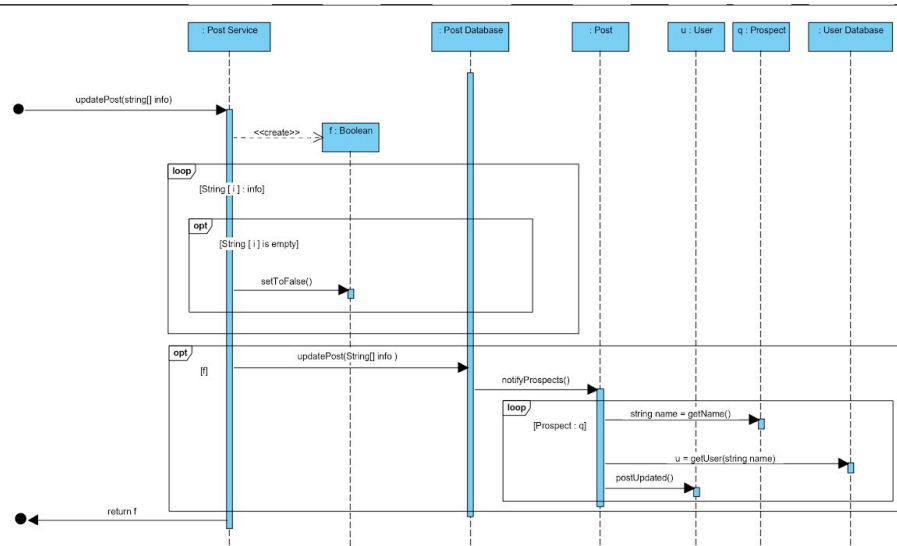 : Post Service
: Post Database
: Post
u : User
q : Prospect
: User Database
updatePost(string[] info)
<<create>>
f : Boolean
loop
[String [ i ] : info]
opt
[String [ i ] is empty]
setToFalse()
opt
[f]
updatePost(String[] info )
notifyProspects()
loop
[Prospect : q]
string name = getName()
u = getUser(string name)
postUpdated()
return f